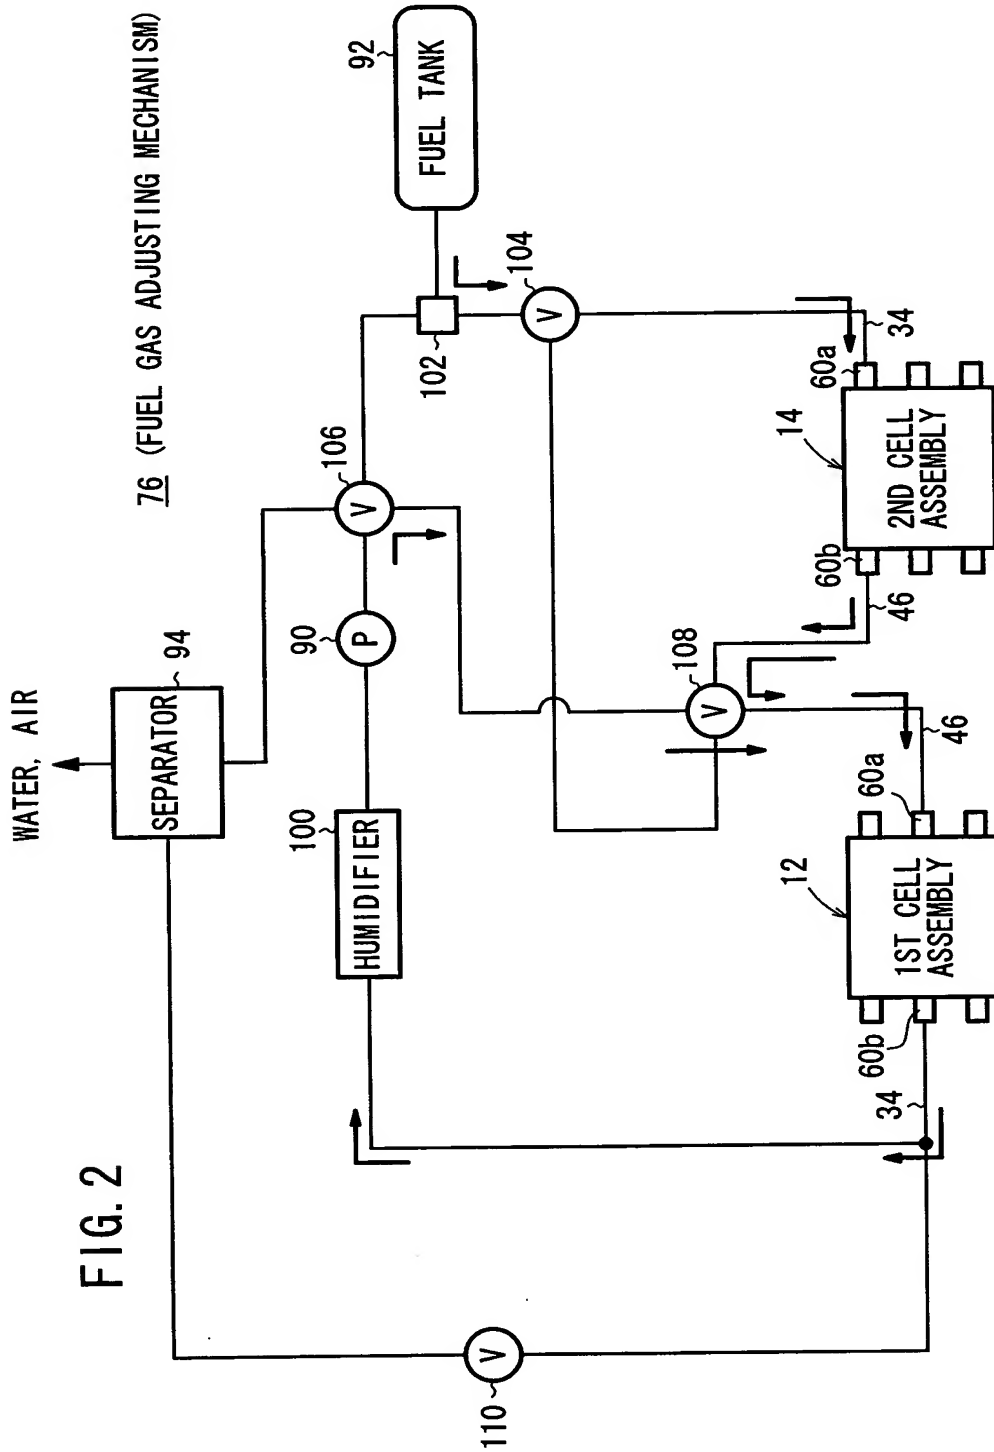 FIG. 2
76 (FUEL GAS ADJUSTING MECHANISM)
WATER, AIR
SEPARATOR
94
110
V
HUMIDIFIER
100
P
90
V
106
102
FUEL TANK
92
V
104
V
108
34
60b
1ST CELL
ASSEMBLY
12
60a
46
46
60b
2ND CELL
ASSEMBLY
14
60a
34